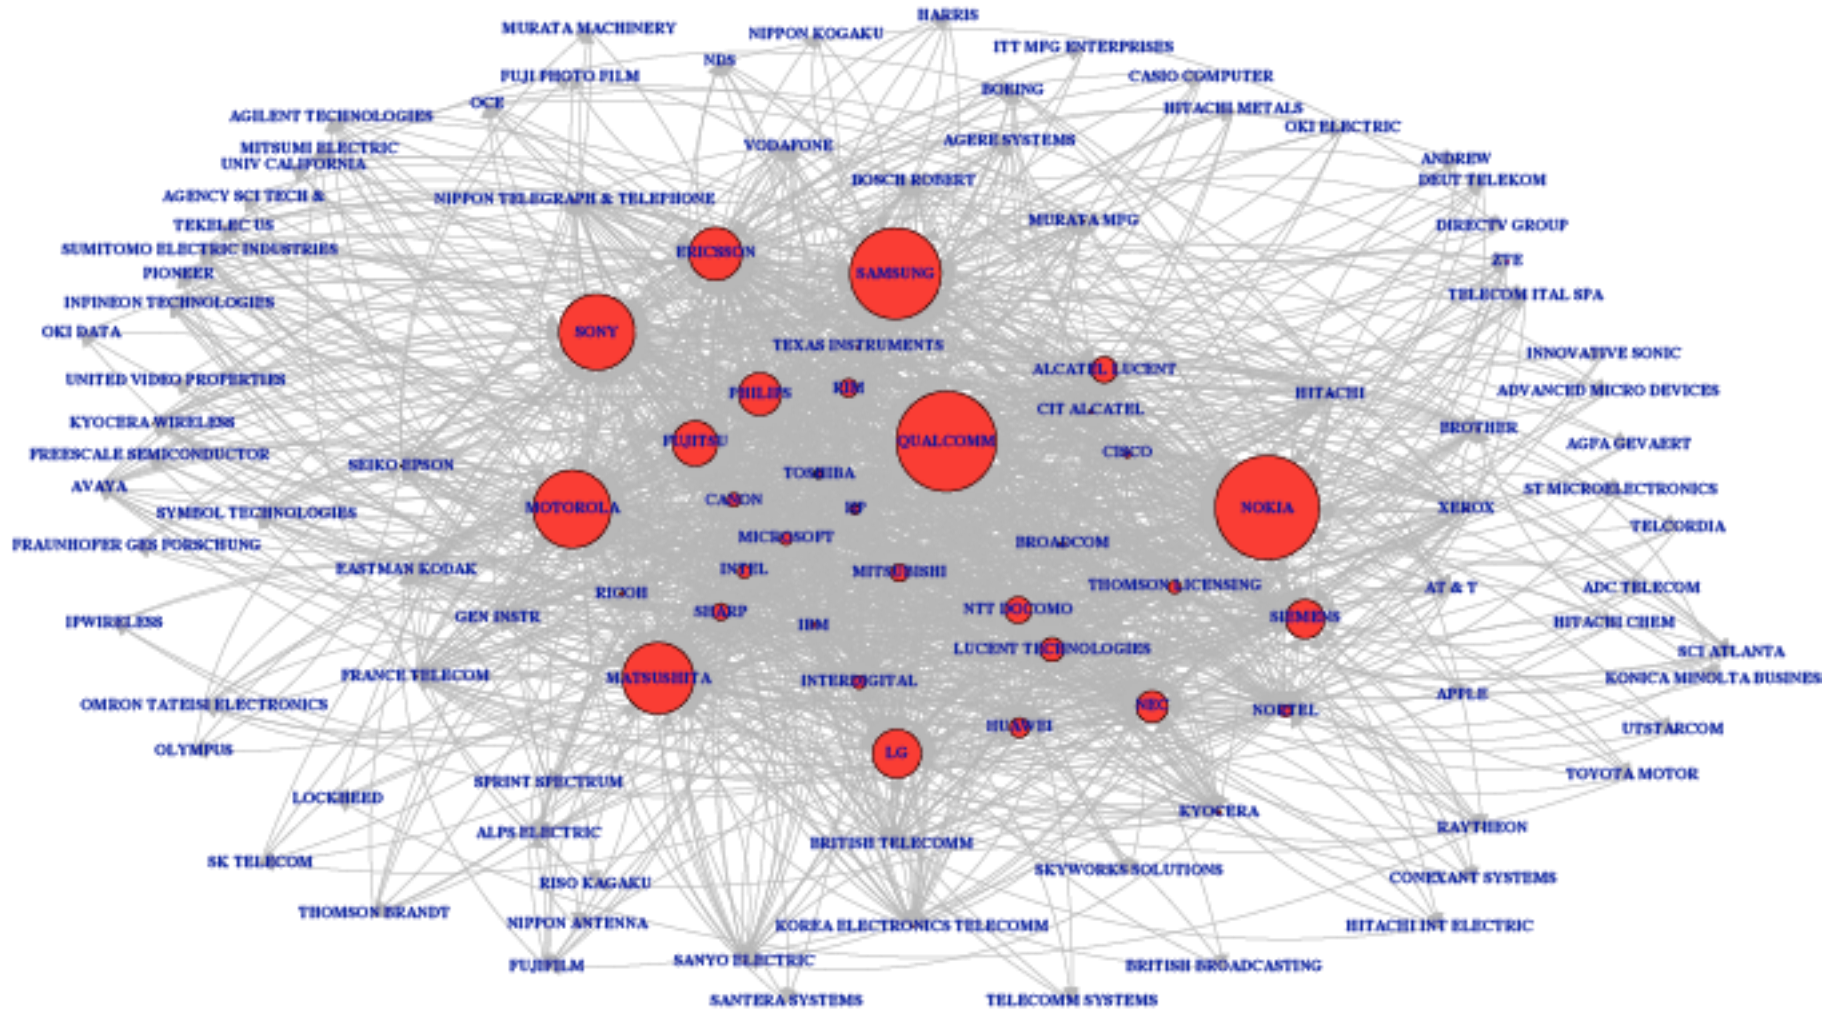 HARRIS
MURATA MACHINERY
NIPPON KOGAKU
ITT MFG ENTERPRISES
NDS
FUJI PHOTO FILM
CASIO COMPUTER
BOEING
OCE
HITACHI METALS
AGILENT TECHNOLOGIES
OKI ELECTRIC
AGERE SYSTEMS
VODAFONE
MITSUMI ELECTRIC
ANDREW
UNIV CALIFORNIA
BOSCH ROBERT
DEUT TELEKOM
AGENCY SCI TECH &
NIPPON TELEGRAPH & TELEPHONE
MURATA MFG
TEKELEC US
DIRECTV GROUP
SUMITOMO ELECTRIC INDUSTRIES
ERICSSON
ZTE
PIONEER
SAMSUNG
TELECOM ITAL SPA
INFINEON TECHNOLOGIES
OKI DATA
SONY
TEXAS INSTRUMENTS
INNOVATIVE SONIC
ALCATEL LUCENT
UNITED VIDEO PROPERTIES
RIM
PHILIPS
HITACHI
ADVANCED MICRO DEVICES
CIT ALCATEL
KYOCERA WIRELESS
BROTHER
FUJITSU
QUALCOMM
AGFA GEVAERT
CISCO
FREESCALE SEMICONDUCTOR
SEIKO EPSON
TOSHIBA
AVAYA
ST MICROELECTRONICS
CANON
MOTOROLA
HP
NOKIA
XEROX
SYMBOL TECHNOLOGIES
TELCORDIA
MICROSOFT
BROADCOM
FRAUNHOFER GES FORSCHUNG
EASTMAN KODAK
INTEL
MITSUBISHI
THOMSON LICENSING
AT & T
ADC TELECOM
RICOH
SHARP
NTT DOCOMO
GEN INSTR
SIEMENS
IPWIRELESS
IBM
HITACHI CHEM
LUCENT TECHNOLOGIES
SCI ATLANTA
FRANCE TELECOM
MATSUSHITA
INTERDIGITAL
KONICA MINOLTA BUSINES
APPLE
OMRON TATEISI ELECTRONICS
NEC
NORTEL
HUAWEI
UTSTARCOM
OLYMPUS
LG
TOYOTA MOTOR
SPRINT SPECTRUM
LOCKHEED
KYOCERA
RAYTHEON
ALPS ELECTRIC
BRITISH TELECOMM
SK TELECOM
SKYWORKS SOLUTIONS
CONEXANT SYSTEMS
RISO KAGAKU
THOMSON BRANDT
NIPPON ANTENNA
KOREA ELECTRONICS TELECOMM
HITACHI INT ELECTRIC
SANYO ELECTRIC
FUJIFILM
BRITISH BROADCASTING
SANTERA SYSTEMS
TELECOMM SYSTEMS